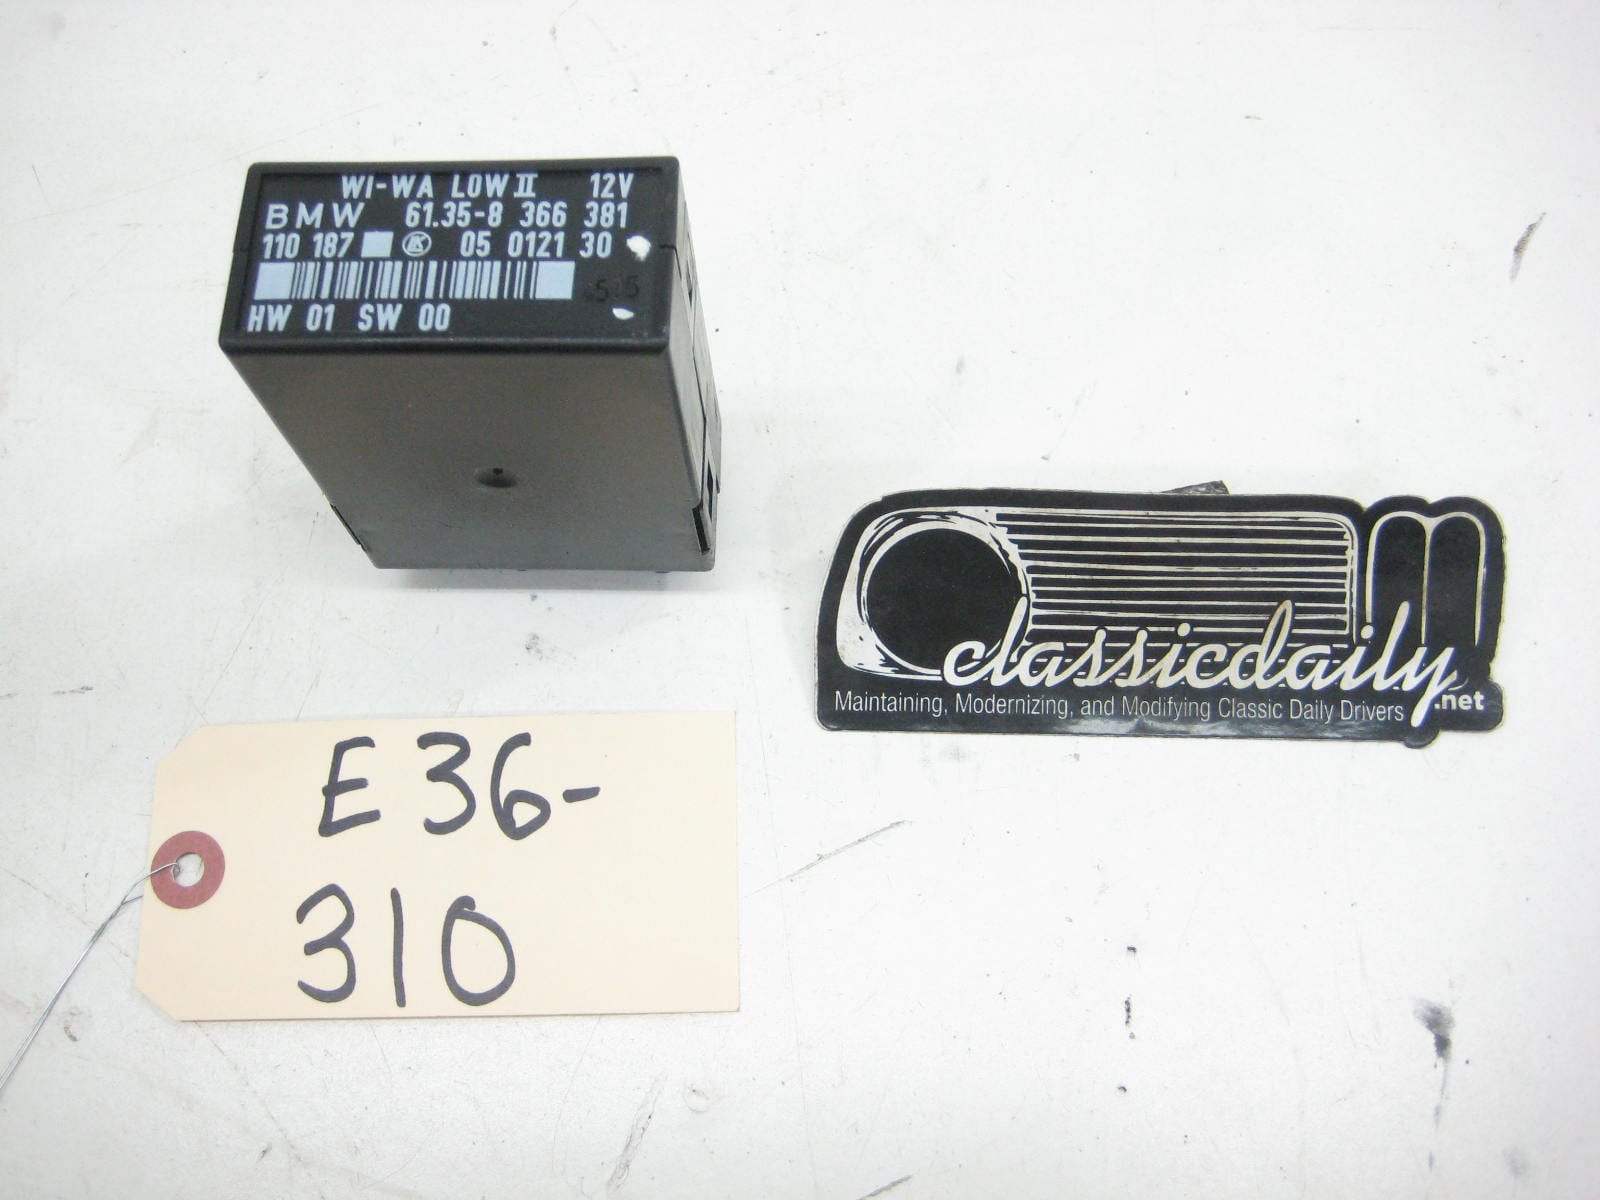 WI-WA LOW II 12V
BMW 61.35-8 366 381
110 187 05 0121 30
HW 01 SW 00
classicdaily.net
Maintaining, Modernizing, and Modifying Classic Daily Drivers
E36-
310